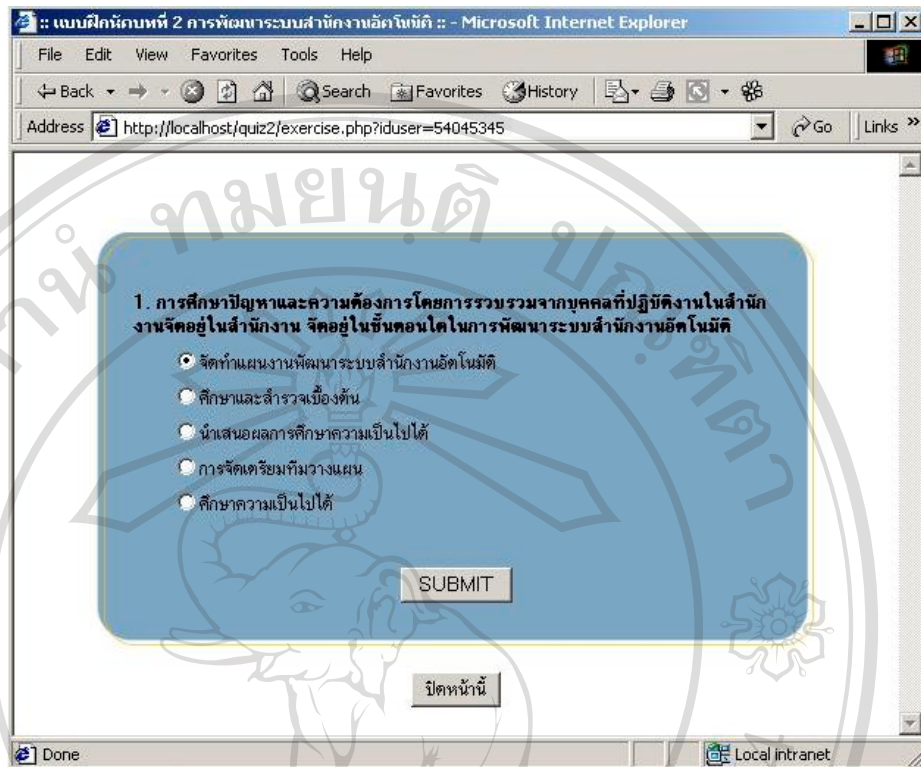 :: แบบฝึกหัดบทที่ 2 การพัฒนาระบบสำนักงานอัตโนมัติ :: - Microsoft Internet Explorer
File Edit View Favorites Tools Help
Back Search Favorites History
Address http://localhost/quiz2/exercise.php?iduser=54045345 Go Links »
1. การศึกษาปัญหาและความต้องการโดยการรวบรวมจากบุคคลที่ปฏิบัติงานในสำนัก
งานจัดอยู่ในสำนักงาน จัดอยู่ในขั้นตอนใดในการพัฒนาระบบสำนักงานอัตโนมัติ
จัดทำแผนงานพัฒนาระบบสำนักงานอัตโนมัติ
ศึกษาและสำรวจเบื้องต้น
นำเสนอผลการศึกษาความเป็นไปได้
การจัดเตรียมทีมวางแผน
ศึกษาความเป็นไปได้
SUBMIT
ปิดหน้านี้
Done Local intranet